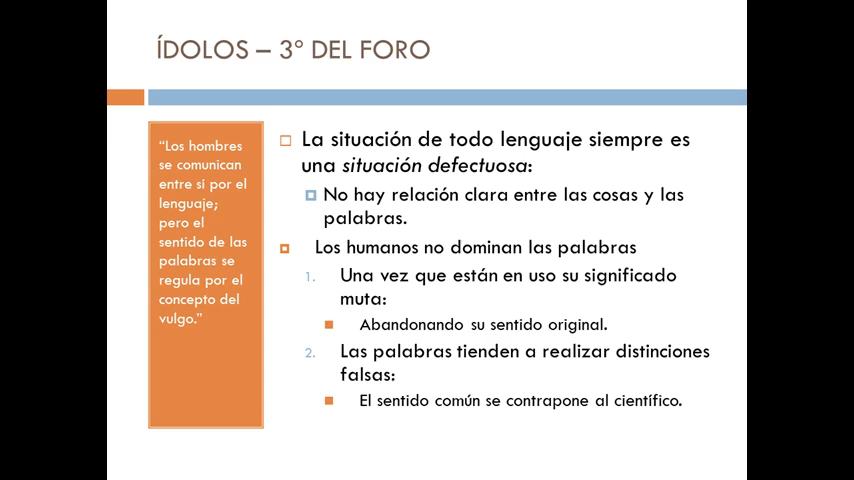 ÍDOLOS – 3° DEL FORO
“Los hombres
se comunican
entre si por el
lenguaje;
pero el
sentido de las
palabras se
regula por el
concepto del
vulgo.”
La situación de todo lenguaje siempre es
una situación defectuosa:
No hay relación clara entre las cosas y las
palabras.
Los humanos no dominan las palabras
1. Una vez que están en uso su significado
muta:
Abandonando su sentido original.
2. Las palabras tienden a realizar distinciones
falsas:
El sentido común se contrapone al científico.